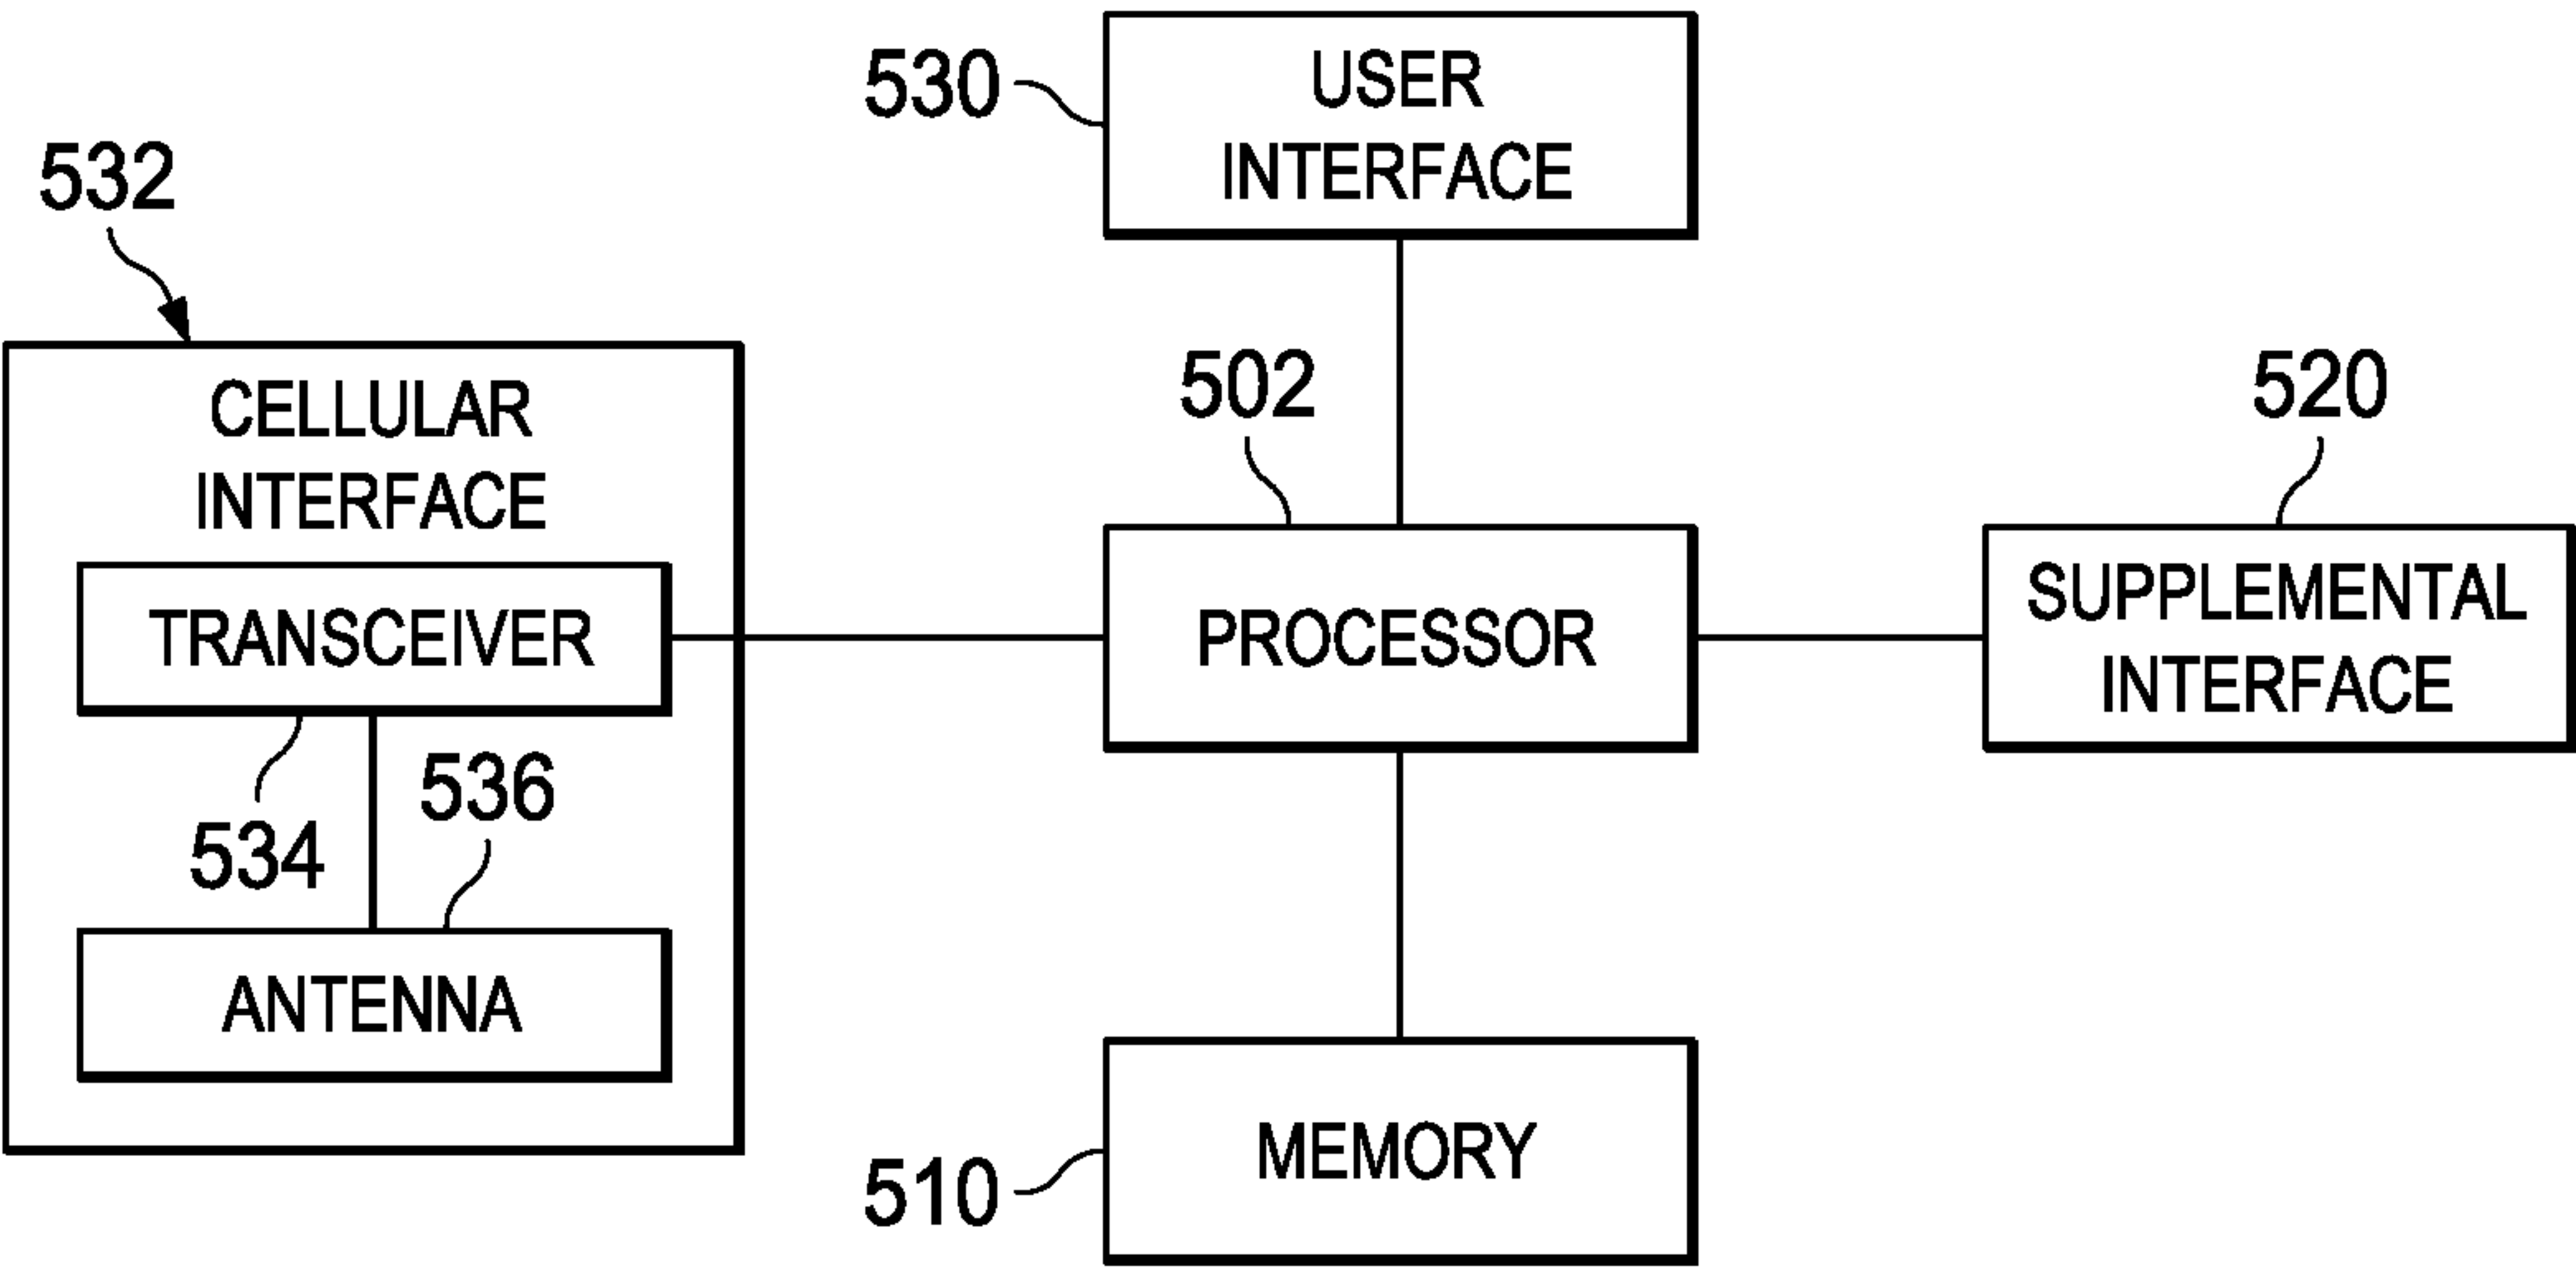 530
USER
INTERFACE
532
502
520
CELLULAR
INTERFACE
TRANSCEIVER
PROCESSOR
SUPPLEMENTAL
INTERFACE
534
536
ANTENNA
510
MEMORY